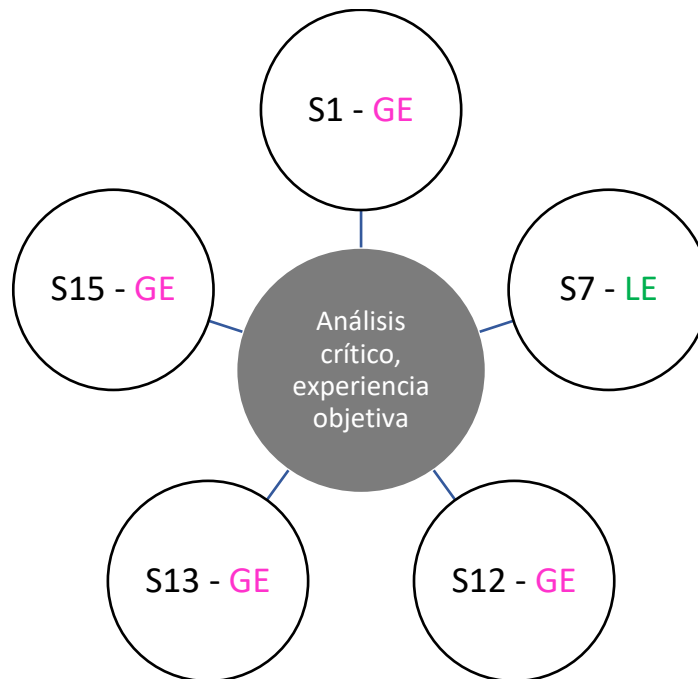 S1 - GE
S15 - GE
S7 - LE
Análisis
crítico,
experiencia
objetiva
S13 - GE
S12 - GE